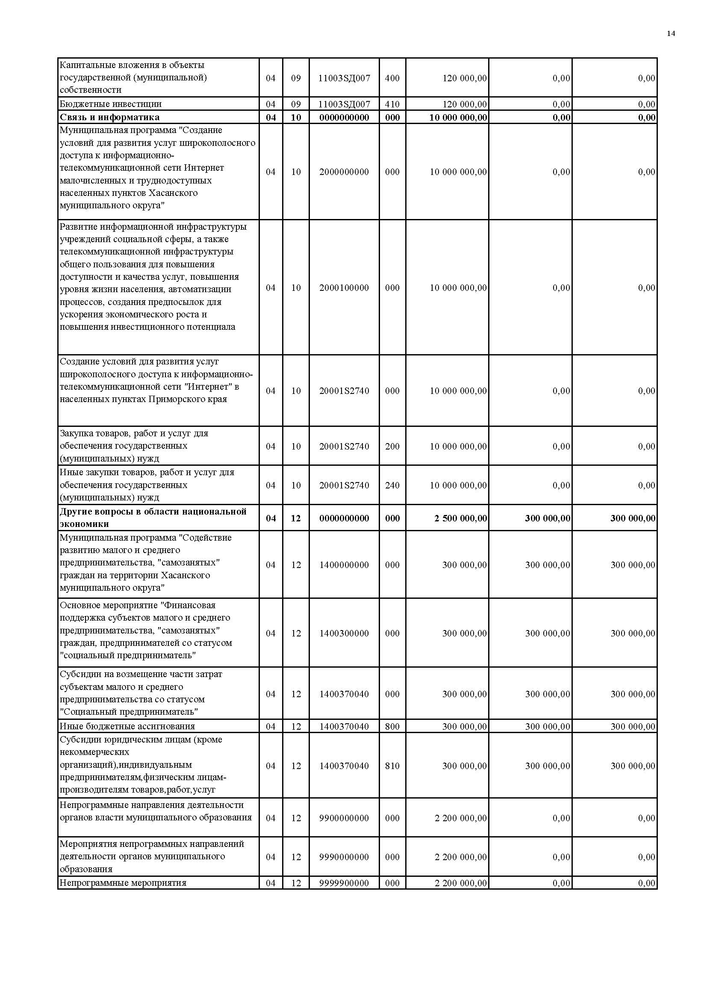 14
Капитальные вложения в объекты
государственной (муниципальной)
собственности
04 09 11003SД007 400 120 000,00 0,00 0,00
Бюджетные инвестиции 04 09 11003SД007 410 120 000,00 0,00 0,00
Связь и информатика 04 10 0000000000 000 10 000 000,00 0,00 0,00
Муниципальная программа "Создание
условий для развития услуг широкополосного
доступа к информационно-
телекоммуникационной сети Интернет
малочисленных и труднодоступных
населенных пунктов Хасанского
муниципального округа"
04 10 2000000000 000 10 000 000,00 0,00 0,00
Развитие информационной инфраструктуры
учреждений социальной сферы, а также
телекоммуникационной инфраструктуры
общего пользования для повышения
доступности и качества услуг, повышения
уровня жизни населения, автоматизации
процессов, создания предпосылок для
ускорения экономического роста и
повышения инвестиционного потенциала
04 10 2000100000 000 10 000 000,00 0,00 0,00
Создание условий для развития услуг
широкополосного доступа к информационно-
телекоммуникационной сети "Интернет" в
населенных пунктах Приморского края
04 10 20001S2740 000 10 000 000,00 0,00 0,00
Закупка товаров, работ и услуг для
обеспечения государственных
(муниципальных) нужд
04 10 20001S2740 200 10 000 000,00 0,00 0,00
Иные закупки товаров, работ и услуг для
обеспечения государственных
(муниципальных) нужд
04 10 20001S2740 240 10 000 000,00 0,00 0,00
Другие вопросы в области национальной
экономики
04 12 0000000000 000 2 500 000,00 300 000,00 300 000,00
Муниципальная программа "Содействие
развитию малого и среднего
предпринимательства, "самозанятых"
граждан на территории Хасанского
муниципального округа"
04 12 1400000000 000 300 000,00 300 000,00 300 000,00
Основное мероприятие "Финансовая
поддержка субъектов малого и среднего
предпринимательства, "самозанятых"
граждан, предпринимателей со статусом
"социальный предприниматель"
04 12 1400300000 000 300 000,00 300 000,00 300 000,00
Субсидии на возмещение части затрат
субъектам малого и среднего
предпринимательства со статусом
"Социальный предприниматель"
04 12 1400370040 000 300 000,00 300 000,00 300 000,00
Иные бюджетные ассигнования 04 12 1400370040 800 300 000,00 300 000,00 300 000,00
Субсидии юридическим лицам (кроме
некоммерческих
организаций),индивидуальным
предпринимателям,физическим лицам-
производителям товаров,работ,услуг
04 12 1400370040 810 300 000,00 300 000,00 300 000,00
Непрограммные направления деятельности
органов власти муниципального образования
04 12 9900000000 000 2 200 000,00 0,00 0,00
Мероприятия непрограммных направлений
деятельности органов муниципального
образования
04 12 9990000000 000 2 200 000,00 0,00 0,00
Непрограммные мероприятия 04 12 9999900000 000 2 200 000,00 0,00 0,00